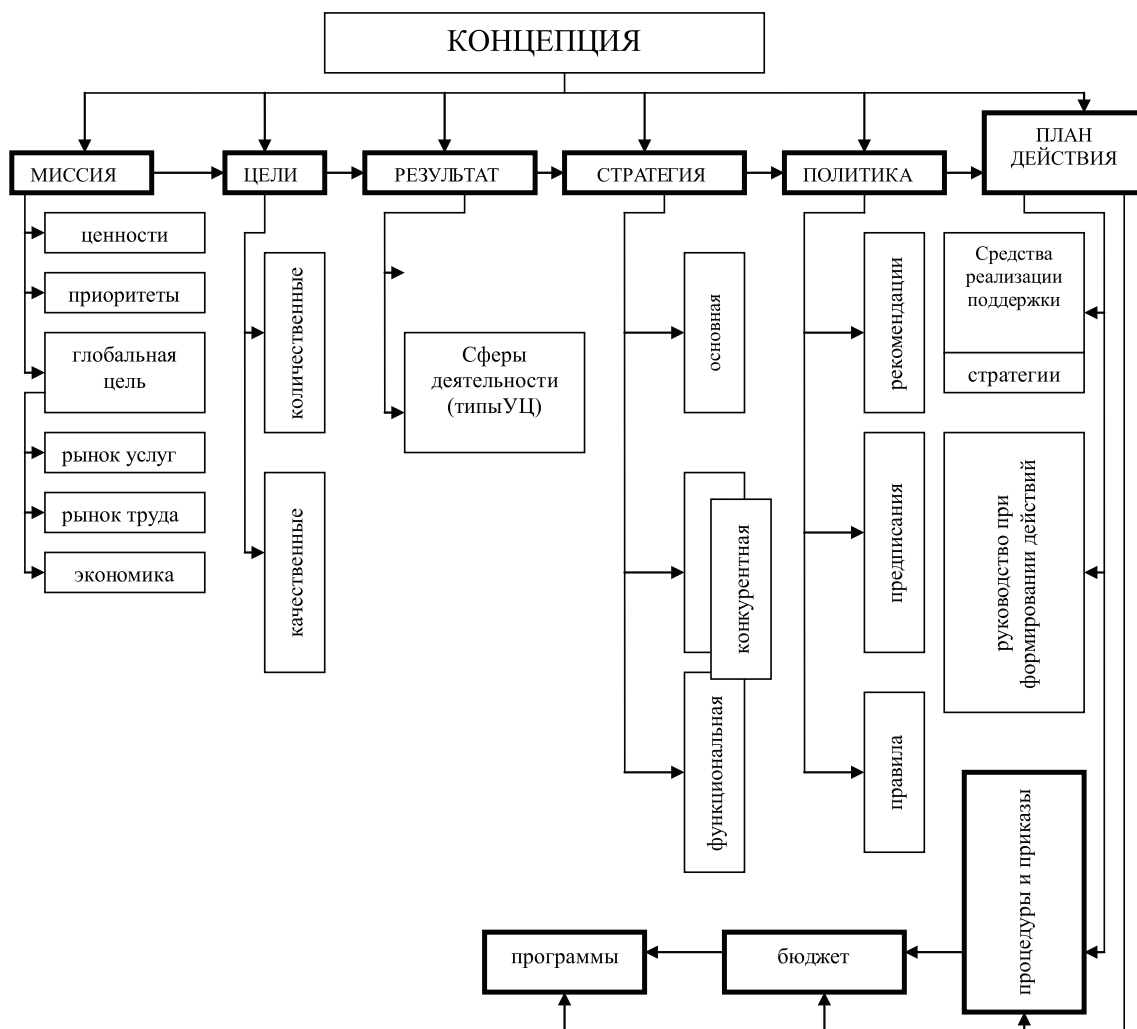 КОНЦЕПЦИЯ
МИССИЯ
ЦЕЛИ
РЕЗУЛЬТАТ
СТРАТЕГИЯ
ПОЛИТИКА
ПЛАН
ДЕЙСТВИЯ
ценности
приоритеты
глобальная
цель
рынок услуг
рынок труда
экономика
количественные
качественные
Сферы
деятельности
(типыУЦ)
основная
конкурентная
функциональная
рекомендации
предписания
правила
Средства
реализации
поддержки
стратегии
руководство при
формировании действий
процедуры и приказы
бюджет
программы